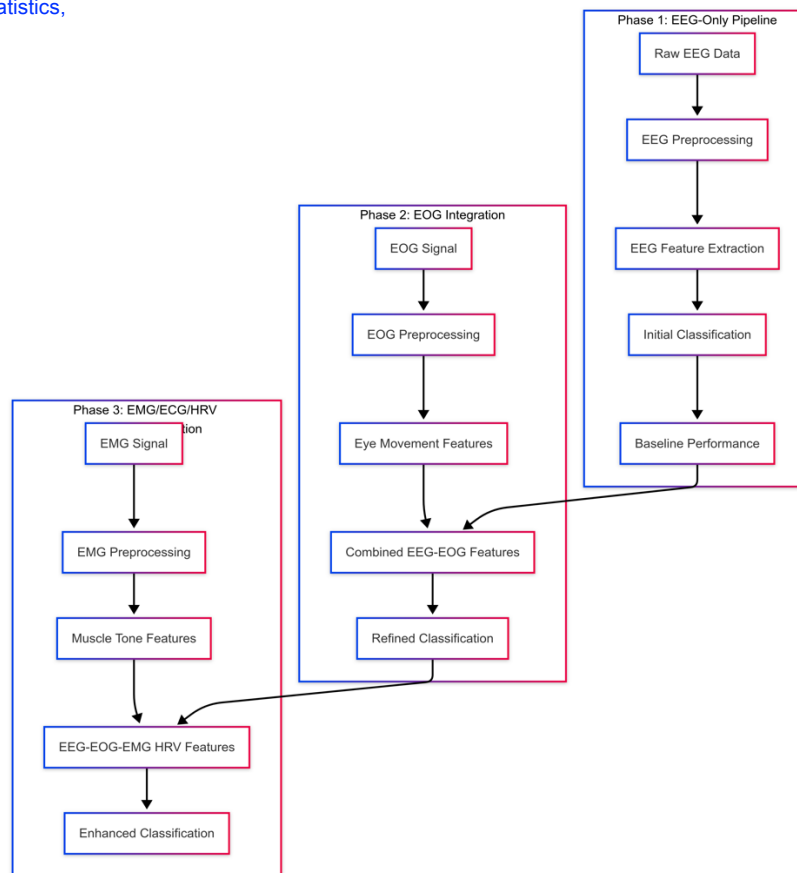 atistics,
Phase 1: EEG-Only Pipeline
Raw EEG Data
EEG Preprocessing
EEG Feature Extraction
Initial Classification
Baseline Performance
Phase 2: EOG Integration
EOG Signal
EOG Preprocessing
Eye Movement Features
Combined EEG-EOG Features
Refined Classification
Phase 3: EMG/ECG/HRV
tion
EMG Signal
EMG Preprocessing
Muscle Tone Features
EEG-EOG-EMG HRV Features
Enhanced Classification